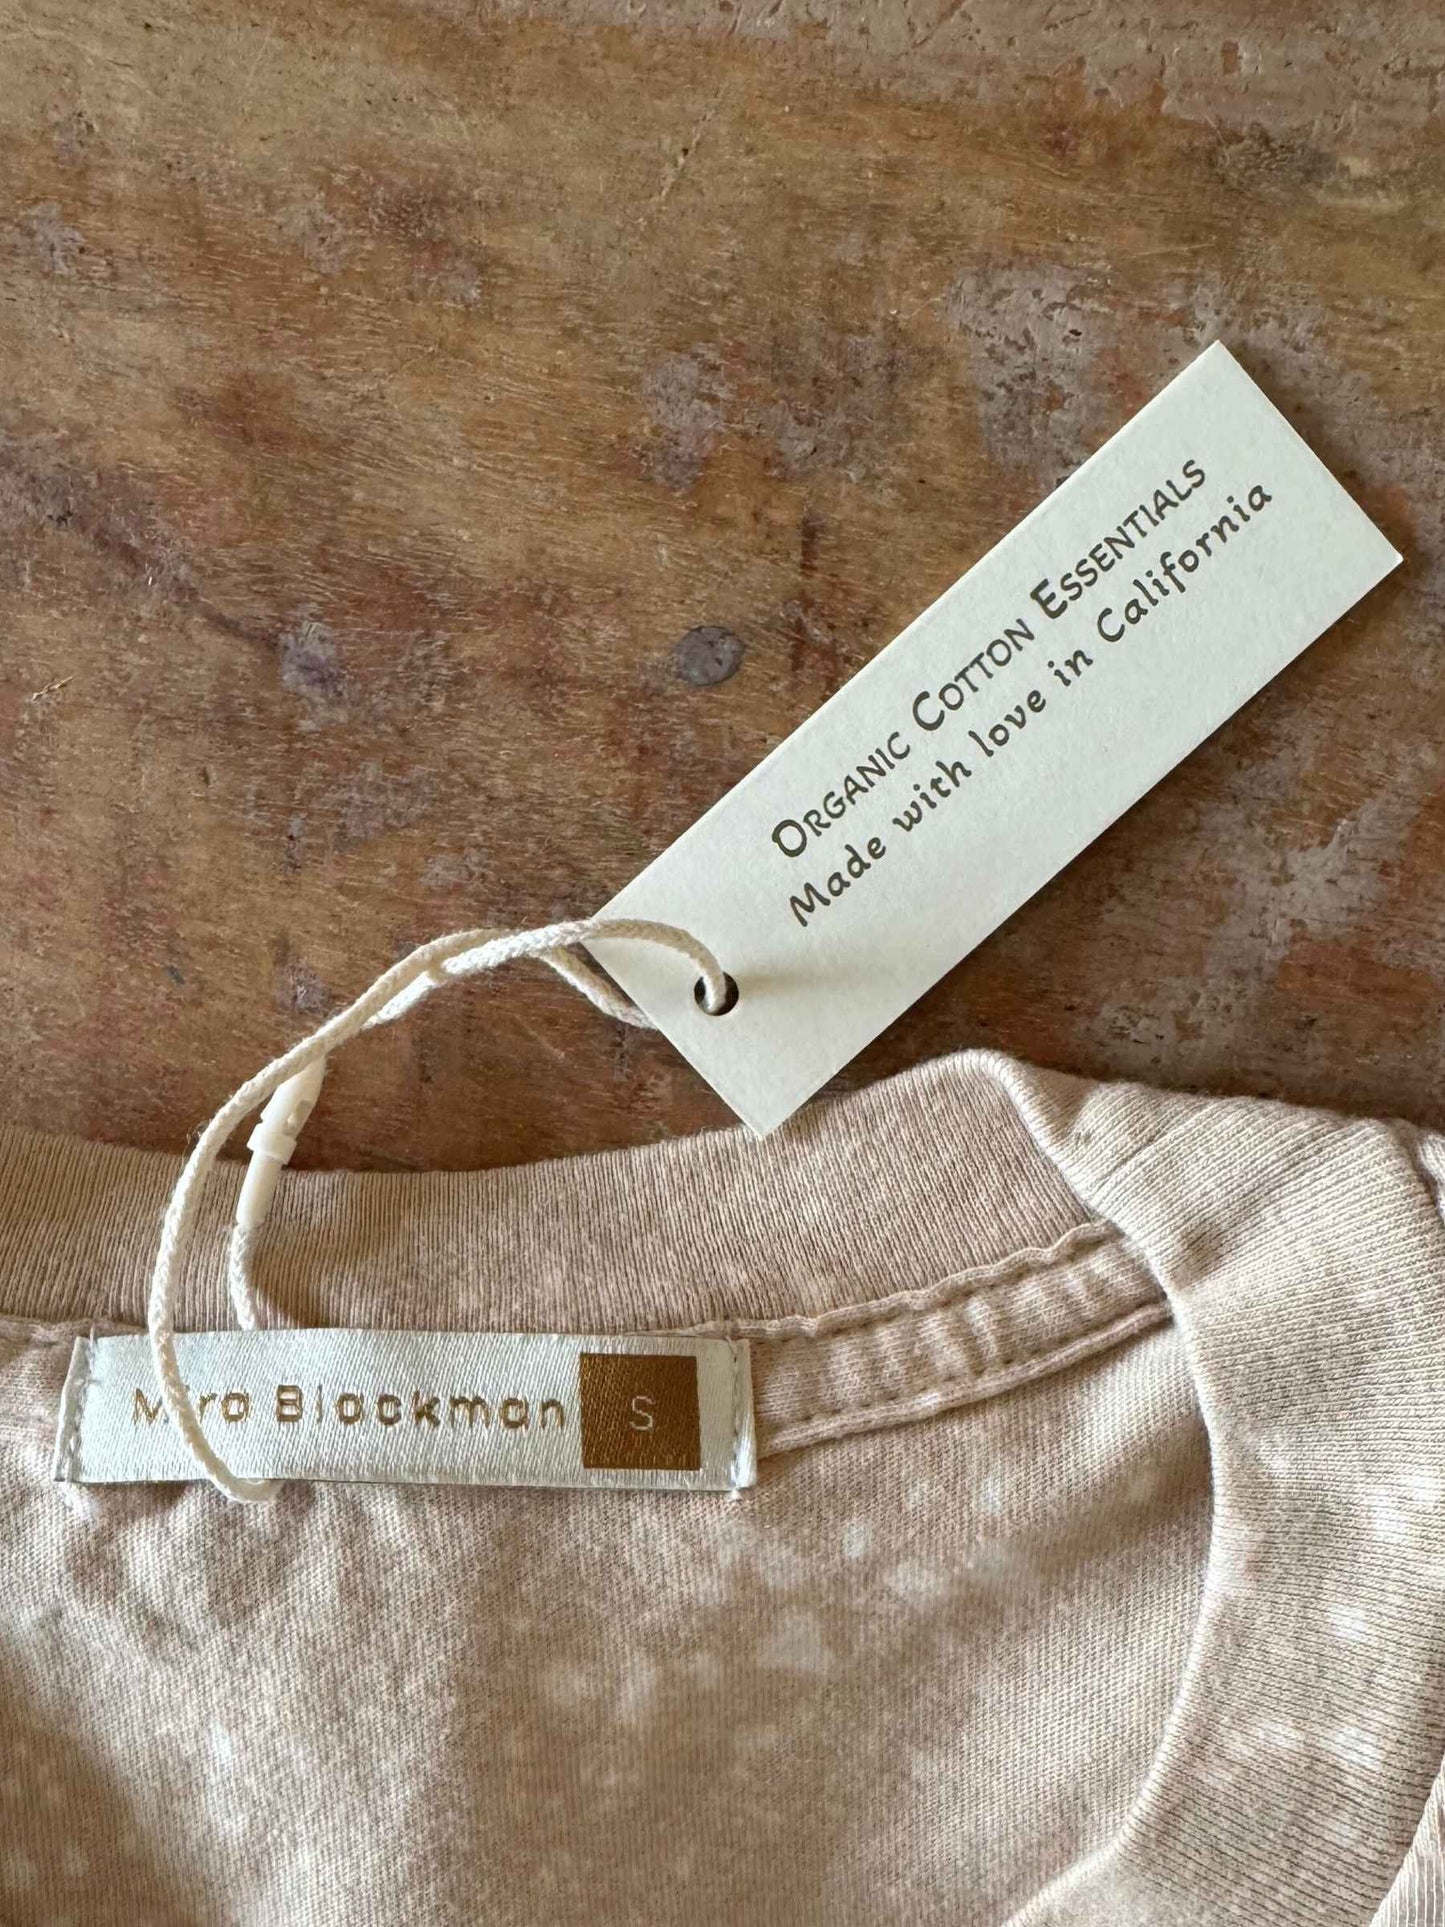 Organic Cotton Essentials
Made with love in California
Mira Blackman
S